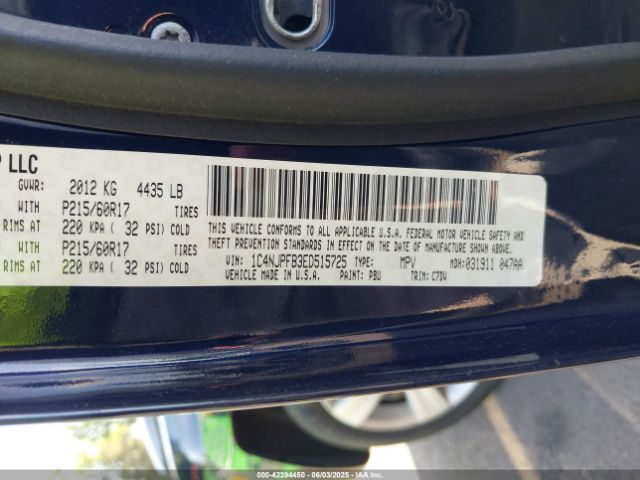 LLC
GVWR: 2012 KG 4435 LB
WITH P215/60R17 TIRES
RIMS AT 220 KPA ( 32 PSI) COLD
WITH P215/60R17 TIRES
RIMS AT 220 KPA ( 32 PSI) COLD
THIS VEHICLE CONFORMS TO ALL APPLICABLE U.S.A. FEDERAL MOTOR VEHICLE SAFETY AND
THEFT PREVENTION STANDARDS IN EFFECT ON THE DATE OF MANUFACTURE SHOWN ABOVE.
VIN: 1C4NJPFB3ED515725 TYPE: MPV MDH: 031911 047AA
VEHICLE MADE IN U.S.A. PAINT: PBU TRIM: C7DV
000-42394450 - 06/03/2025 - IAA Inc.